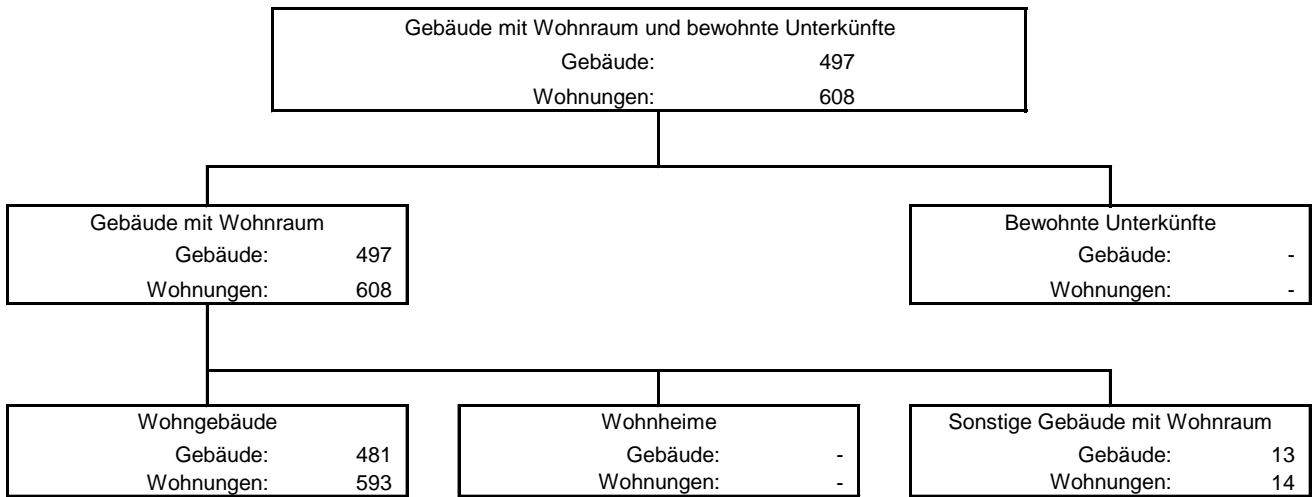 Gebäude mit Wohnraum und bewohnte Unterkünfte
Gebäude: 497
Wohnungen: 608
Gebäude mit Wohnraum
Gebäude: 497
Wohnungen: 608
Bewohnte Unterkünfte
Gebäude: -
Wohnungen: -
Wohngebäude
Gebäude: 481
Wohnungen: 593
Wohnheime
Gebäude: -
Wohnungen: -
Sonstige Gebäude mit Wohnraum
Gebäude: 13
Wohnungen: 14